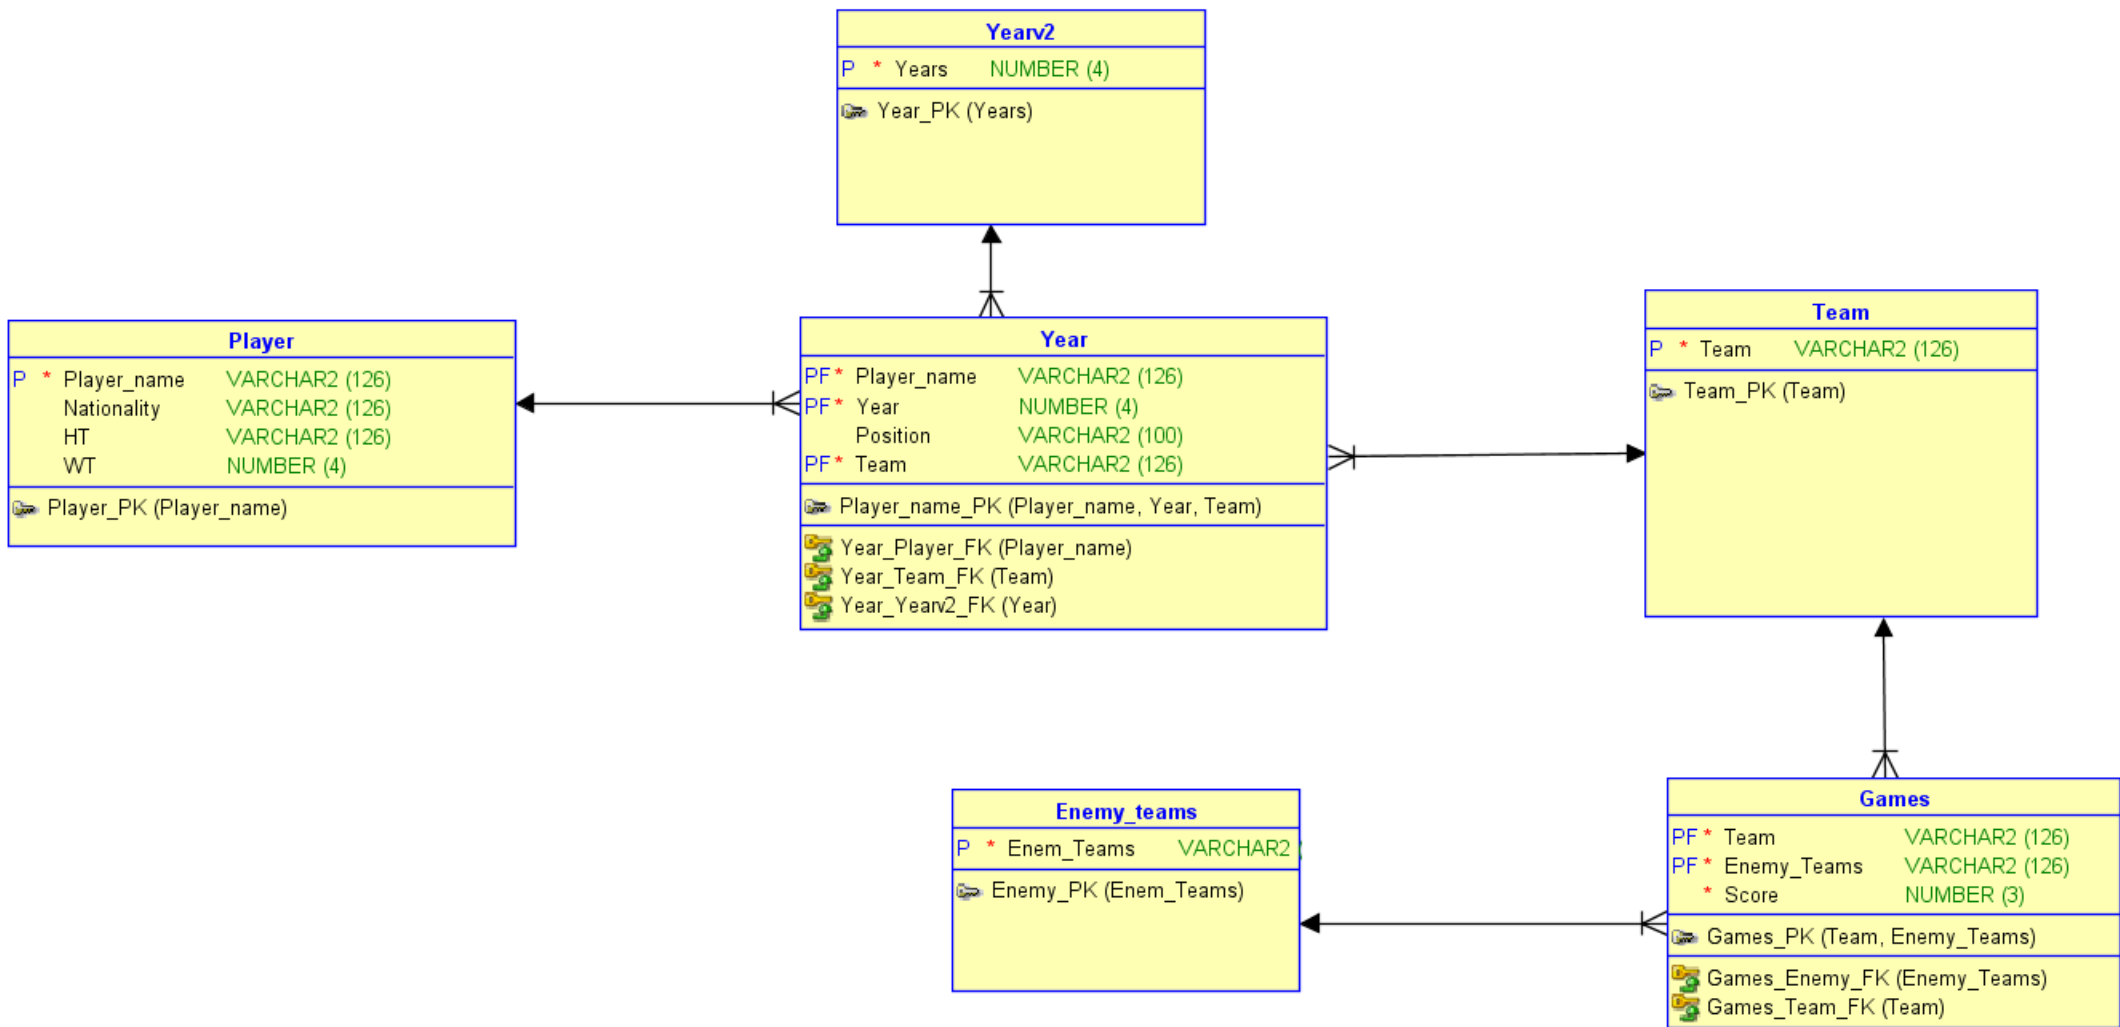 Yearv2
P * Years NUMBER (4)
Year_PK (Years)
Player
P * Player_name VARCHAR2 (126)
Nationality VARCHAR2 (126)
HT VARCHAR2 (126)
WT NUMBER (4)
Player_PK (Player_name)
Year
PF* Player_name VARCHAR2 (126)
PF* Year NUMBER (4)
Position VARCHAR2 (100)
PF* Team VARCHAR2 (126)
Player_name_PK (Player_name, Year, Team)
Year_Player_FK (Player_name)
Year_Team_FK (Team)
Year_Yearv2_FK (Year)
Team
P * Team VARCHAR2 (126)
Team_PK (Team)
Enemy_teams
P * Enem_Teams VARCHAR2 (
Enemy_PK (Enem_Teams)
Games
PF* Team VARCHAR2 (126)
PF* Enemy_Teams VARCHAR2 (126)
* Score NUMBER (3)
Games_PK (Team, Enemy_Teams)
Games_Enemy_FK (Enemy_Teams)
Games_Team_FK (Team)